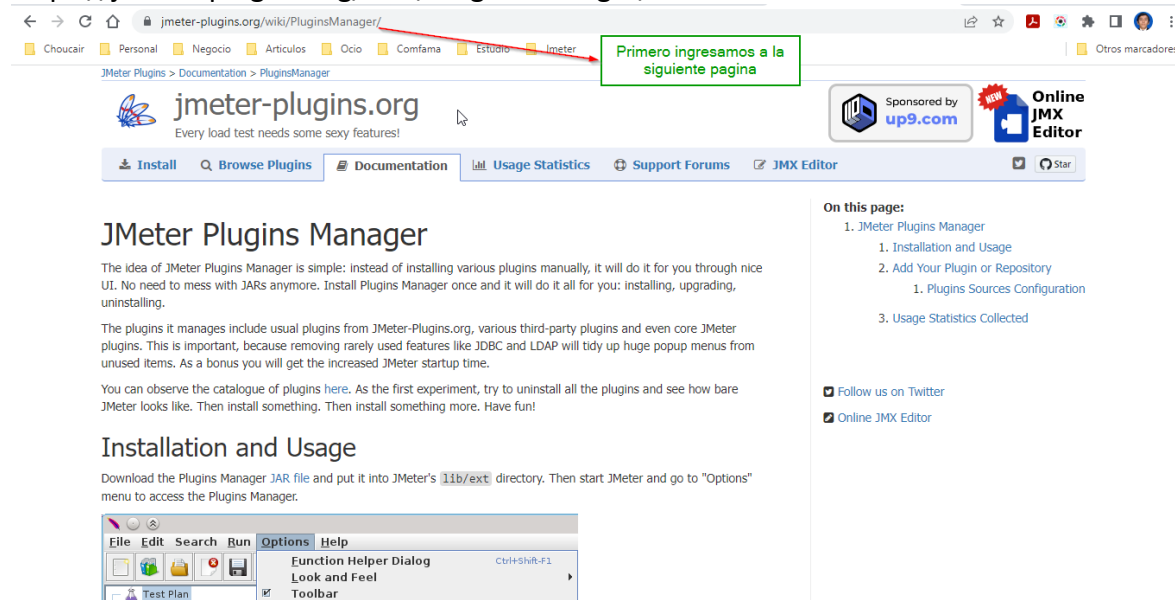 jmeter-plugins.org/wiki/PluginsManager/
Choucair Personal Negocio Articulos Ocio Comfama Estudio Jmeter Otros marcadores
Primero ingresamos a la
siguiente pagina
JMeter Plugins > Documentation > PluginsManager
jmeter-plugins.org
Every load test needs some sexy features!
Sponsored by
up9.com
NEW
Online
JMX
Editor
Install Browse Plugins Documentation Usage Statistics Support Forums JMX Editor Star
JMeter Plugins Manager
The idea of JMeter Plugins Manager is simple: instead of installing various plugins manually, it will do it for you through nice
UI. No need to mess with JARs anymore. Install Plugins Manager once and it will do it all for you: installing, upgrading,
uninstalling.
The plugins it manages include usual plugins from JMeter-Plugins.org, various third-party plugins and even core JMeter
plugins. This is important, because removing rarely used features like JDBC and LDAP will tidy up huge popup menus from
unused items. As a bonus you will get the increased JMeter startup time.
You can observe the catalogue of plugins here. As the first experiment, try to uninstall all the plugins and see how bare
JMeter looks like. Then install something. Then install something more. Have fun!
Installation and Usage
Download the Plugins Manager JAR file and put it into JMeter's lib/ext directory. Then start JMeter and go to "Options"
menu to access the Plugins Manager.
File Edit Search Run Options Help
Function Helper Dialog Ctrl+Shift-F1
Look and Feel
Toolbar
Test Plan
On this page:
1. JMeter Plugins Manager
1. Installation and Usage
2. Add Your Plugin or Repository
1. Plugins Sources Configuration
3. Usage Statistics Collected
Follow us on Twitter
Online JMX Editor